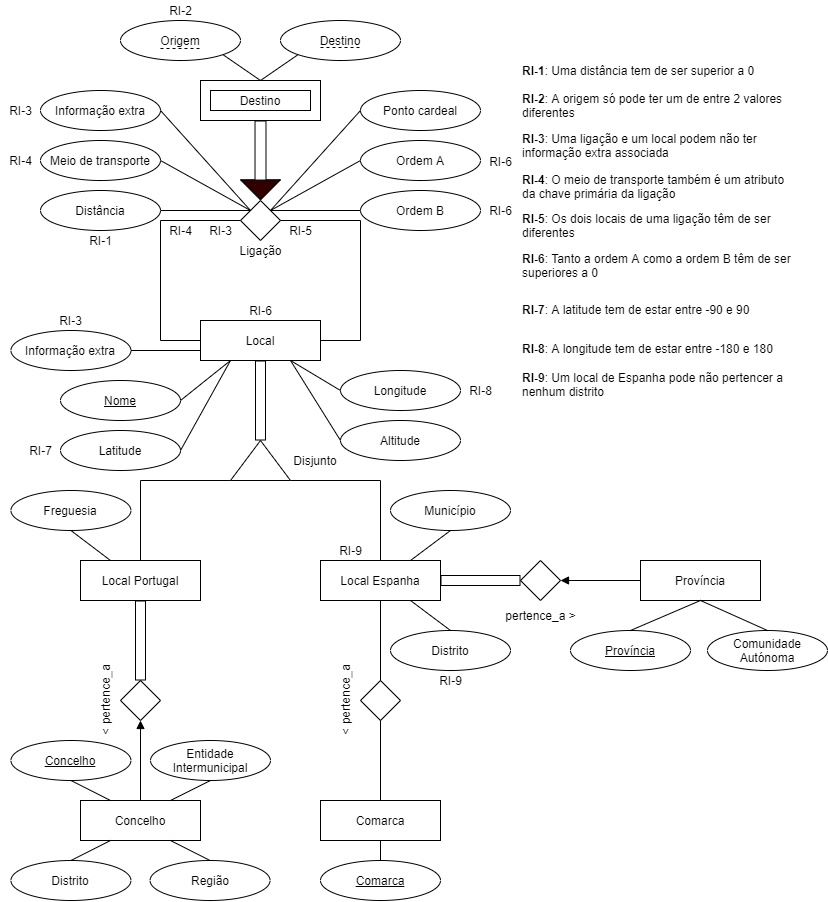 RI-2
Origem
Destino
Destino
RI-3
Informação extra
Ponto cardeal
RI-4
Meio de transporte
Ordem A
RI-6
Distância
Ordem B
RI-6
RI-1
RI-4
RI-3
RI-5
Ligação
RI-6
Local
RI-3
Informação extra
Nome
Longitude
RI-8
RI-7
Latitude
Altitude
Disjunto
Freguesia
Município
RI-9
Local Portugal
Local Espanha
Província
pertence_a >
Distrito
RI-9
Província
Comunidade
Autónoma
< pertence_a
< pertence_a
Concelho
Entidade
Intermunicipal
Concelho
Comarca
Distrito
Região
Comarca
RI-1: Uma distância tem de ser superior a 0
RI-2: A origem só pode ter um de entre 2 valores
diferentes
RI-3: Uma ligação e um local podem não ter
informação extra associada
RI-4: O meio de transporte também é um atributo
da chave primária da ligação
RI-5: Os dois locais de uma ligação têm de ser
diferentes
RI-6: Tanto a ordem A como a ordem B têm de ser
superiores a 0
RI-7: A latitude tem de estar entre -90 e 90
RI-8: A longitude tem de estar entre -180 e 180
RI-9: Um local de Espanha pode não pertencer a
nenhum distrito